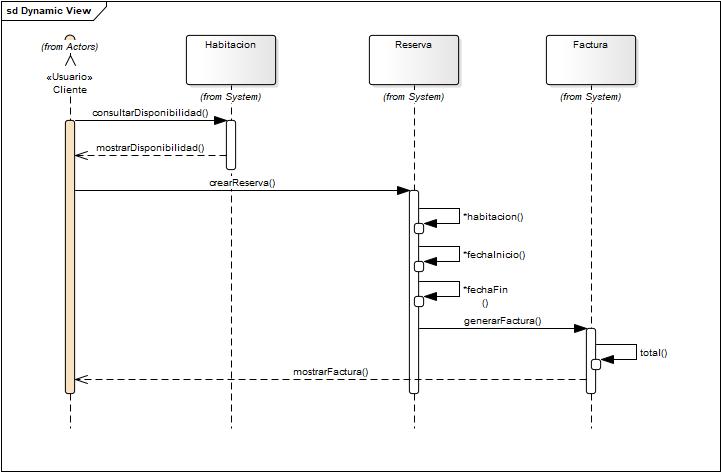 sd Dynamic View
(from Actors)
«Usuario»
Cliente
Habitacion
(from System)
Reserva
(from System)
Factura
(from System)
consultarDisponibilidad()
mostrarDisponibilidad()
crearReserva()
*habitacion()
*fechaInicio()
*fechaFin
()
generarFactura()
total()
mostrarFactura()